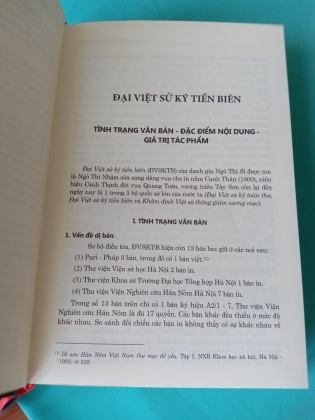 ĐẠI VIỆT SỬ KÝ TIỀN BIÊN
TÌNH TRẠNG VĂN BẢN - ĐẶC ĐIỂM NỘI DUNG -
GIÁ TRỊ TÁC PHẨM
Đại Việt sử ký tiền biên (ĐVSKTB) của danh gia Ngô Thì Sĩ được con
là Ngô Thì Nhậm sửa sang dâng vua cho in năm Canh Thân (1800), niên
hiệu Cảnh Thịnh đời vua Quang Toản, vương triều Tây Sơn còn lại đến
ngày nay là 1 trong 3 bộ quốc sử lớn của nước ta (Đại Việt sử ký toàn thư,
Đại Việt sử ký tiền biên và Khâm định Việt sử thông giám cương mục).
I. TÌNH TRẠNG VĂN BẢN
1. Vấn đề dị bản:
Sơ bộ điều tra, ĐVSKTB hiện còn 13 bản lưu giữ ở các nơi sau:
(1) Pari - Pháp 3 bản, trong đó có 1 bản viết.(1)
(2) Thư Viện Viện sử học Hà Nội 2 bản in.
(3) Thư Viện Khoa sử Trường Đại học Tổng hợp Hà Nội 1 bản in.
(4) Thư Viện Viện Nghiên cứu Hán Nôm Hà Nội 7 bản in.
Trong số 13 bản trên chỉ có 1 bản ký hiệu A2/1 - 7, Thư Viện Viện
Nghiên cứu Hán Nôm là đủ 17 quyển. Các bản khác đều thiếu ở mức độ
khác nhau. So sánh đối chiếu các bản in không thấy có sự khác nhau về
(1) Di sản Hán Nôm Việt Nam thư mục đề yếu. Tập I. NXB Khoa học xã hội, Hà Nội -
1993. tr 525.